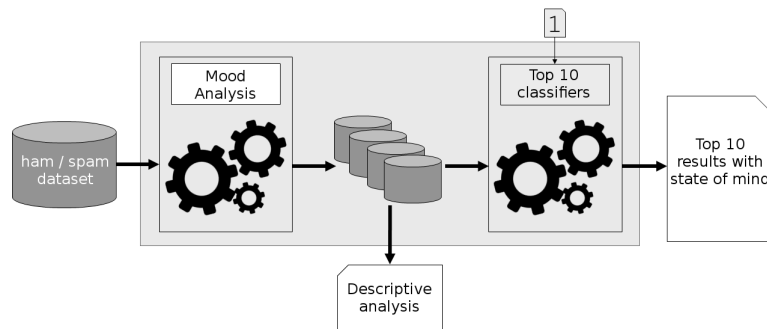 1
Mood
Analysis
Top 10
classifiers
ham / spam
dataset
Top 10
results with
state of mind
Descriptive
analysis